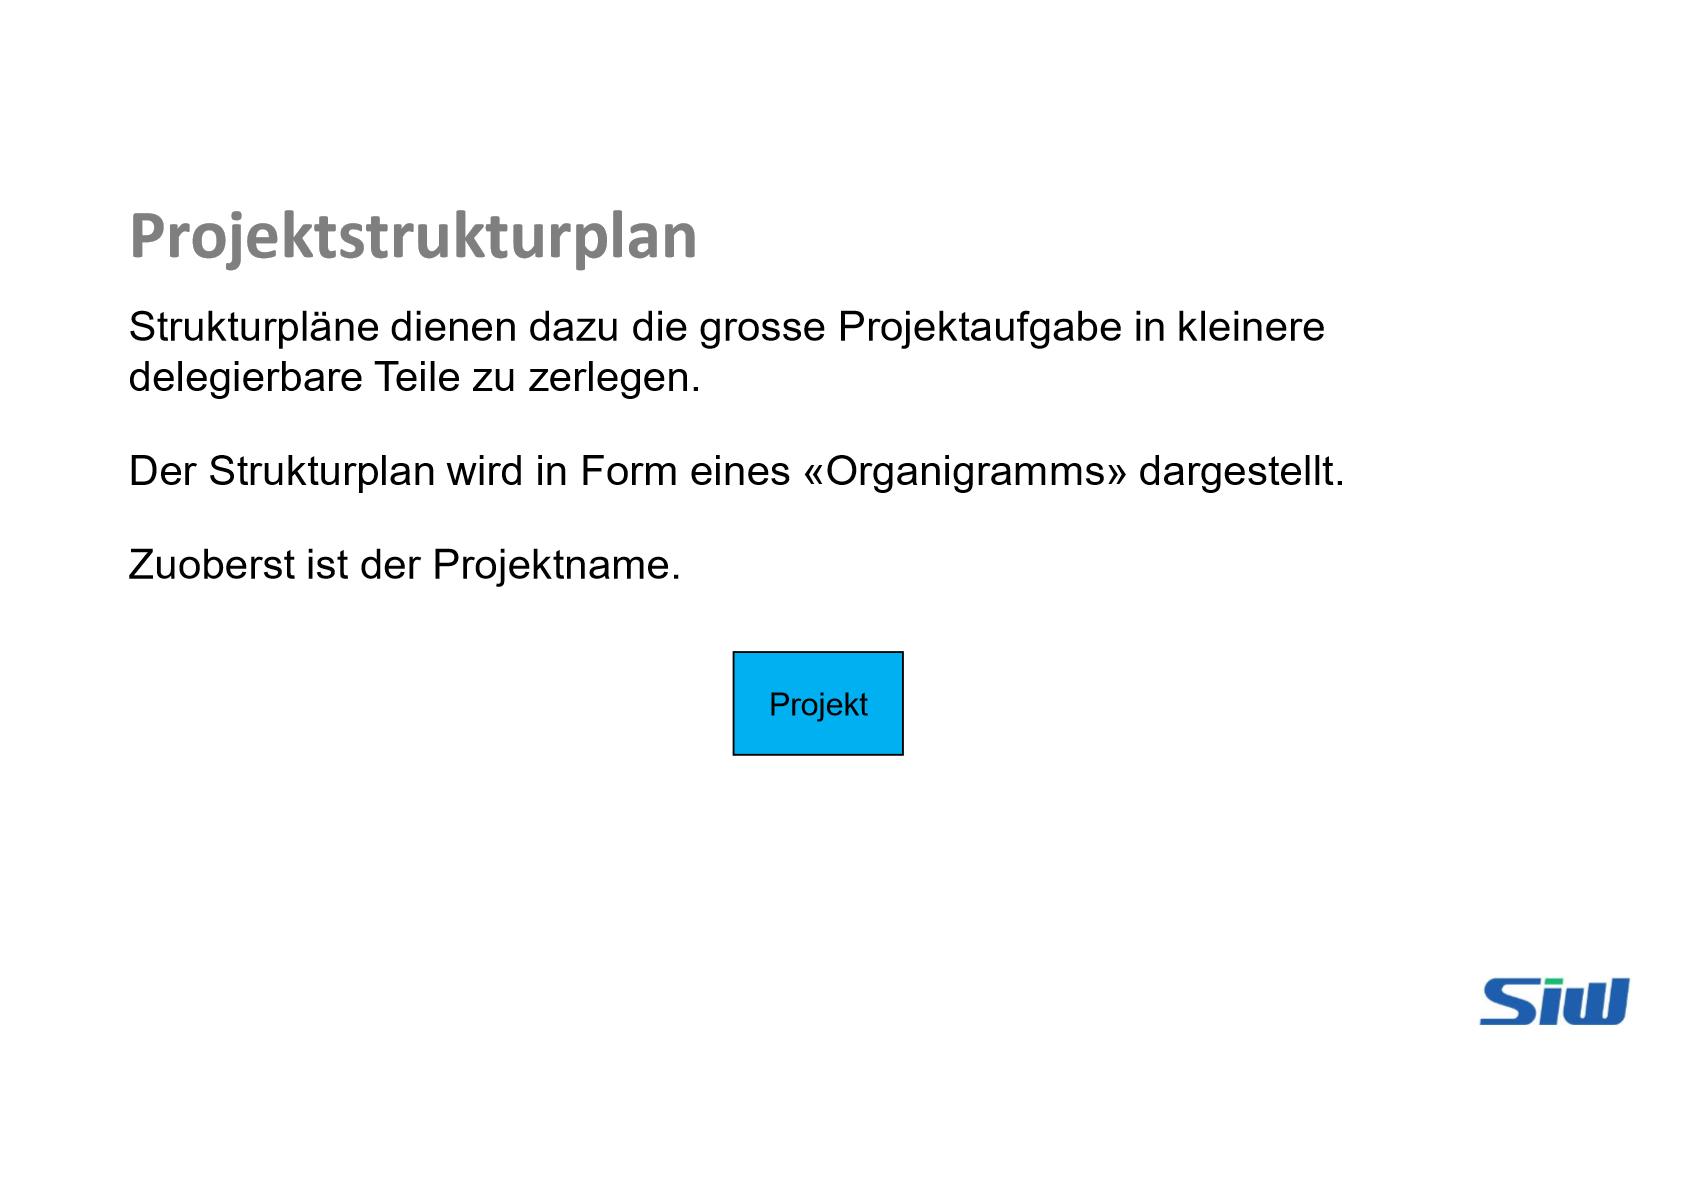 Projektstrukturplan
Strukturpläne dienen dazu die grosse Projektaufgabe in kleinere
delegierbare Teile zu zerlegen.
Der Strukturplan wird in Form eines «Organigramms» dargestellt.
Zuoberst ist der Projektname.
Projekt
Siw